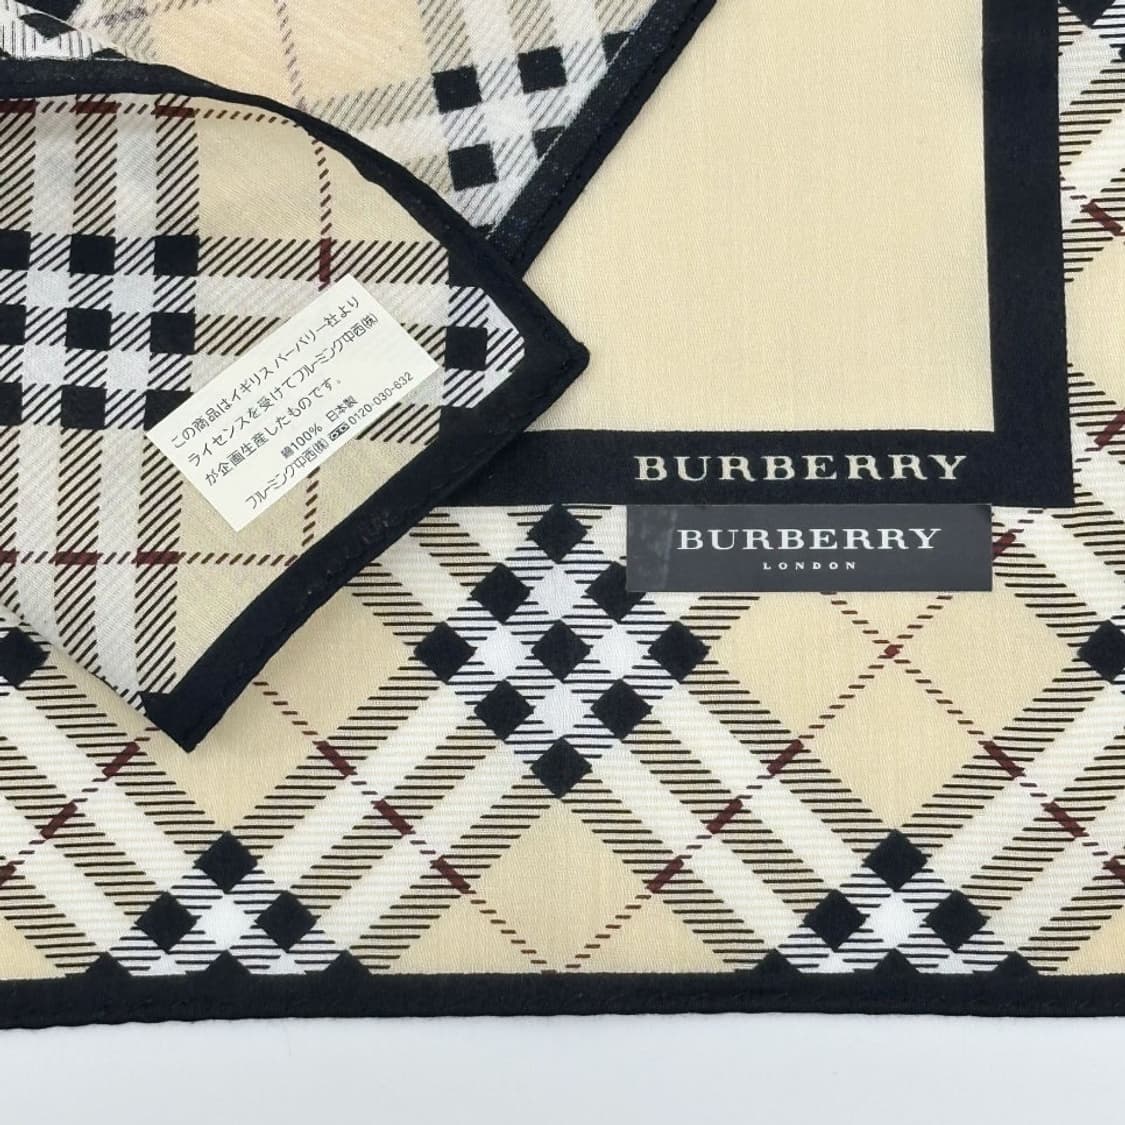 この商品はイギリス バーバリー社より
ライセンスを受けてブルーミング中西㈱
が企画生産したものです。
綿100% 日本製
ブルーミング中西㈱ 0120-030-632
BURBERRY
BURBERRY
LONDON